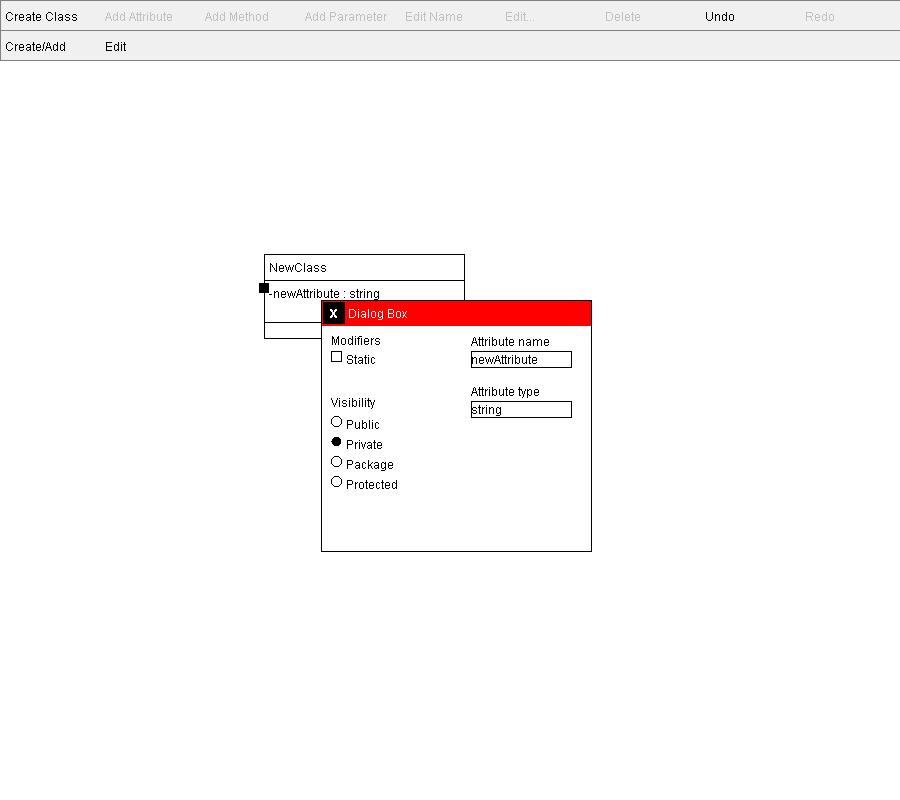 Create Class Add Attribute Add Method Add Parameter Edit Name Edit... Delete Undo Redo
Create/Add Edit
NewClass
-newAttribute : string
X Dialog Box
Modifiers
Static
Visibility
Public
Private
Package
Protected
Attribute name
newAttribute
Attribute type
string